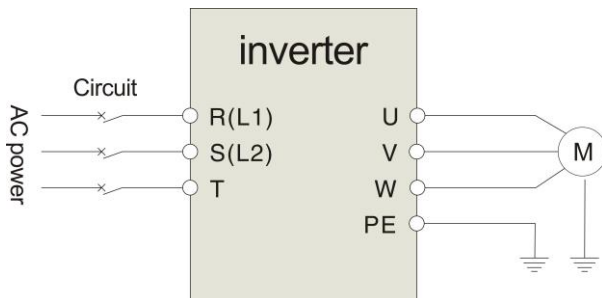 inverter
Circuit
AC power
R(L1)
S(L2)
T
U
V
W
PE
M